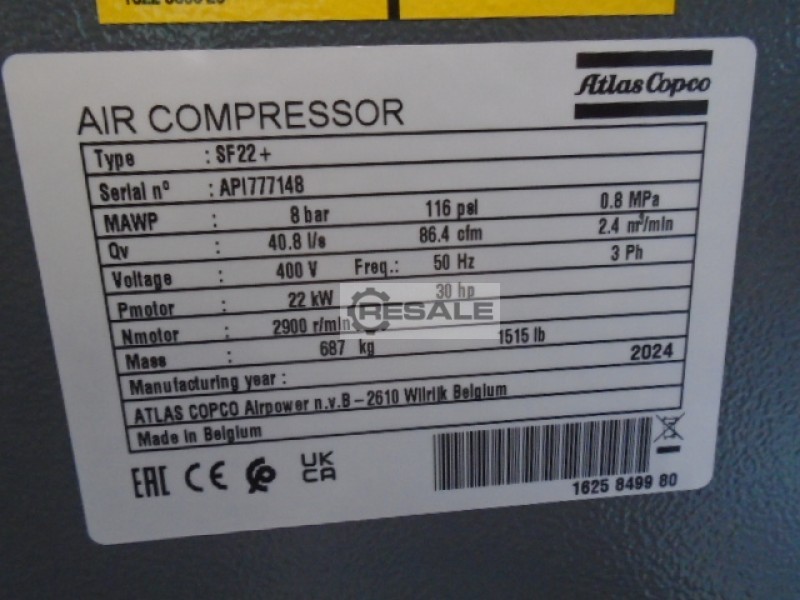 Atlas Copco
AIR COMPRESSOR
Type : SF22+
Serial n° : API777148
MAWP : 8 bar 116 psi 0.8 MPa
Qv : 40.8 l/s 86.4 cfm 2.4 m³/min
Voltage : 400 V Freq.: 50 Hz 3 Ph
Pmotor : 22 kW 30 hp
Nmotor : 2900 r/min
Mass : 687 kg 1515 lb
Manufacturing year : 2024
ATLAS COPCO Airpower n.v.B-2610 Wilrijk Belgium
Made in Belgium
EAC CE UK CA
1625 8499 80
RESALE